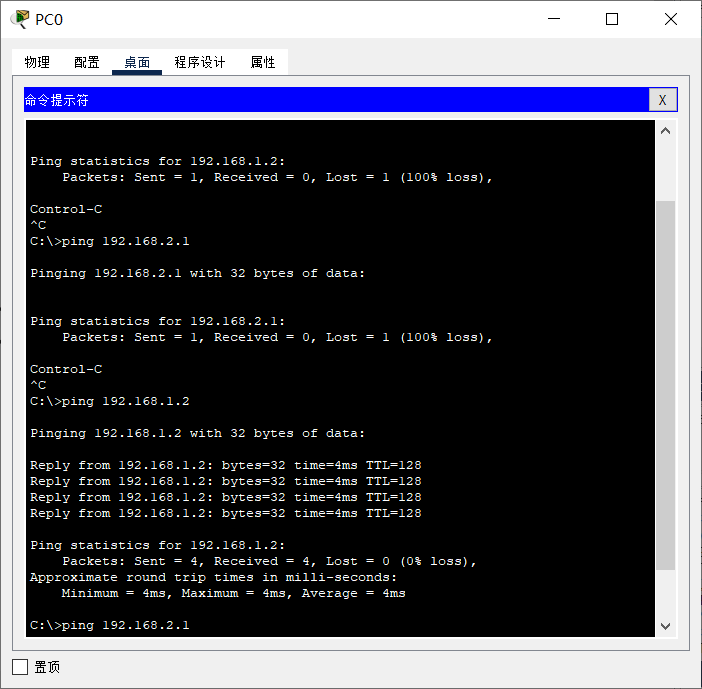 PC0
物理 配置 桌面 程序设计 属性
命令提示符 X
Ping statistics for 192.168.1.2:
Packets: Sent = 1, Received = 0, Lost = 1 (100% loss),
Control-C
^C
C:\>ping 192.168.2.1
Pinging 192.168.2.1 with 32 bytes of data:
Ping statistics for 192.168.2.1:
Packets: Sent = 1, Received = 0, Lost = 1 (100% loss),
Control-C
^C
C:\>ping 192.168.1.2
Pinging 192.168.1.2 with 32 bytes of data:
Reply from 192.168.1.2: bytes=32 time=4ms TTL=128
Reply from 192.168.1.2: bytes=32 time=4ms TTL=128
Reply from 192.168.1.2: bytes=32 time=4ms TTL=128
Reply from 192.168.1.2: bytes=32 time=4ms TTL=128
Ping statistics for 192.168.1.2:
Packets: Sent = 4, Received = 4, Lost = 0 (0% loss),
Approximate round trip times in milli-seconds:
Minimum = 4ms, Maximum = 4ms, Average = 4ms
C:\>ping 192.168.2.1
置顶